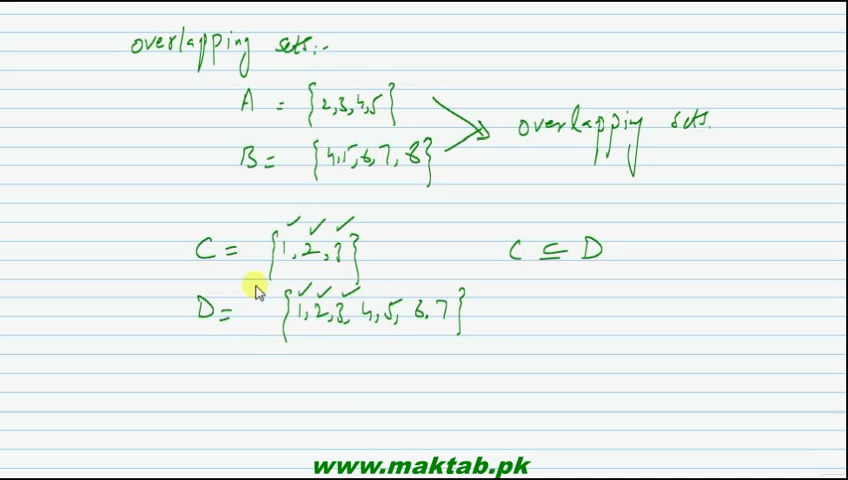 overlapping sets:-
A = {2,3,4,5}
B = {4,5,6,7,8}
overlapping sets.
C = {1,2,3}
C ⊆ D
D = {1,2,3,4,5,6,7}
www.maktab.pk